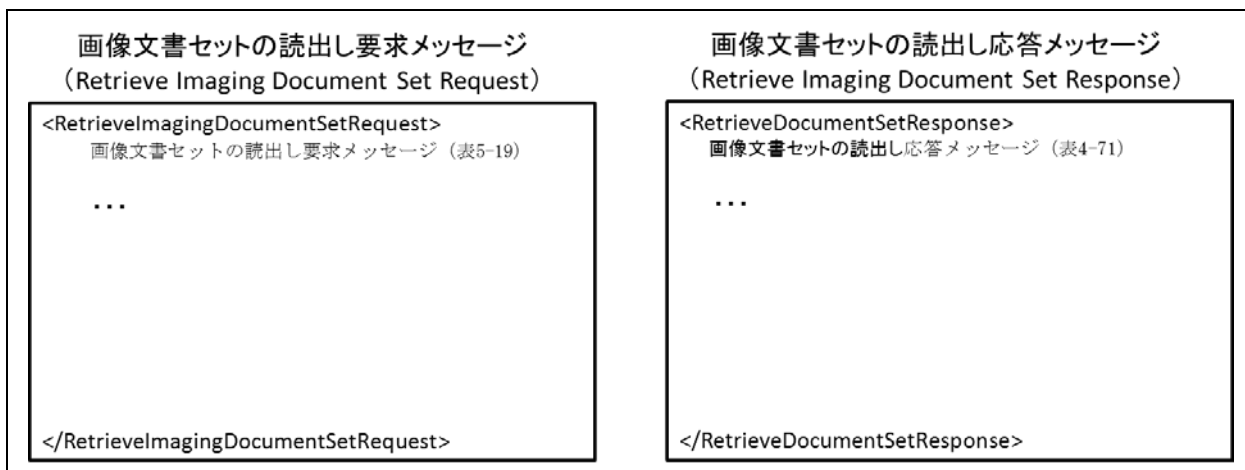 画像文書セットの読出し要求メッセージ
（Retrieve Imaging Document Set Request）
<RetrieveImagingDocumentSetRequest>
画像文書セットの読出し要求メッセージ（表5-19）
...
</RetrieveImagingDocumentSetRequest>
画像文書セットの読出し応答メッセージ
（Retrieve Imaging Document Set Response）
<RetrieveDocumentSetResponse>
画像文書セットの読出し応答メッセージ（表4-71）
...
</RetrieveDocumentSetResponse>